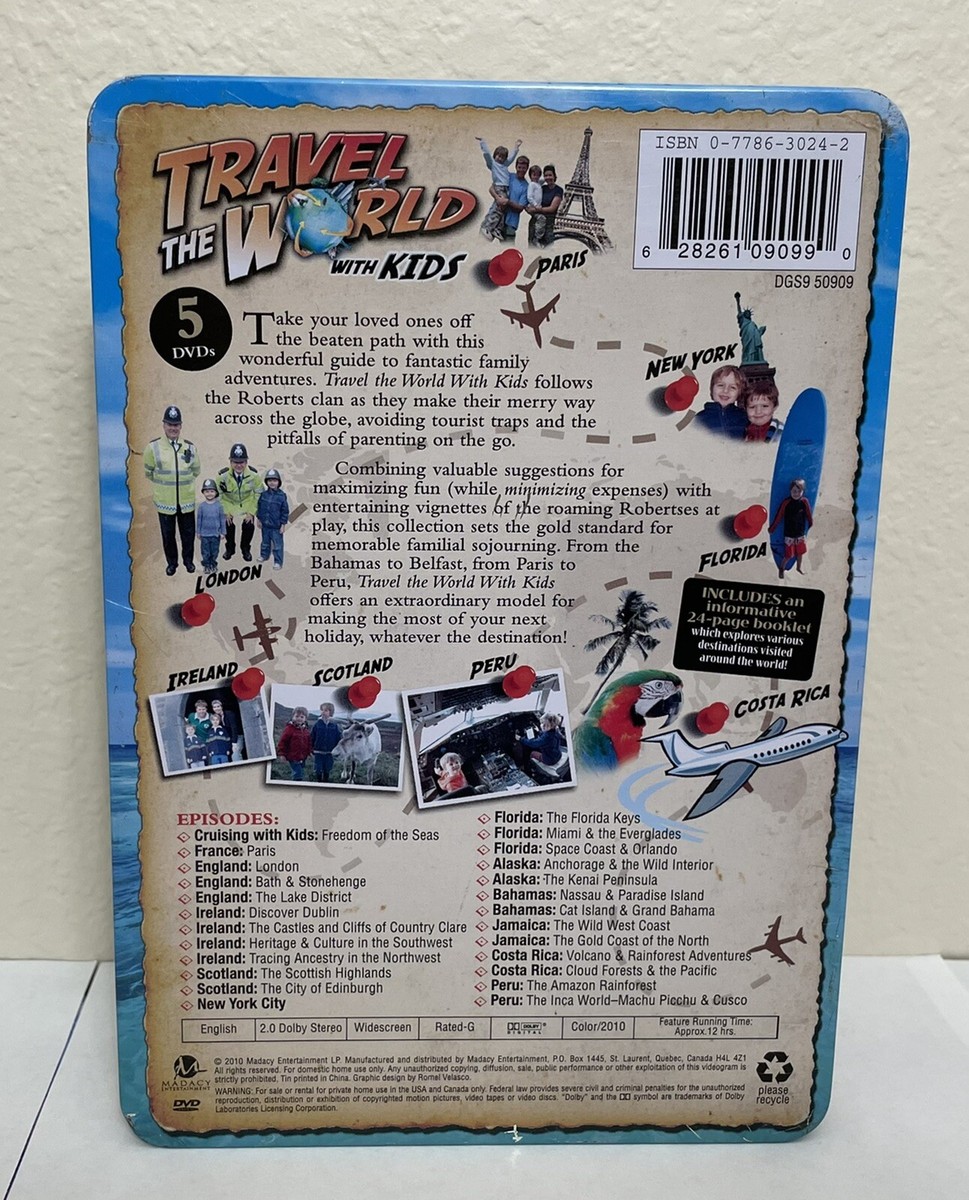 TRAVEL
THE WORLD
WITH KIDS
PARIS
ISBN 0-7786-3024-2
6 28261 09099 0
DGS9 50909
5
DVDs
Take your loved ones off
the beaten path with this
wonderful guide to fantastic family
adventures. Travel the World With Kids follows
the Roberts clan as they make their merry way
across the globe, avoiding tourist traps and the
pitfalls of parenting on the go.
NEW YORK
Combining valuable suggestions for
maximizing fun (while minimizing expenses) with
entertaining vignettes of the roaming Robertses at
play, this collection sets the gold standard for
memorable familial sojourning. From the
Bahamas to Belfast, from Paris to
Peru, Travel the World With Kids
offers an extraordinary model for
making the most of your next
holiday, whatever the destination!
LONDON
FLORIDA
INCLUDES an
informative
24-page booklet
which explores various
destinations visited
around the world!
IRELAND
SCOTLAND
PERU
COSTA RICA
EPISODES:
Cruising with Kids: Freedom of the Seas
France: Paris
England: London
England: Bath & Stonehenge
England: The Lake District
Ireland: Discover Dublin
Ireland: The Castles and Cliffs of Country Clare
Ireland: Heritage & Culture in the Southwest
Ireland: Tracing Ancestry in the Northwest
Scotland: The Scottish Highlands
Scotland: The City of Edinburgh
New York City
Florida: The Florida Keys
Florida: Miami & the Everglades
Florida: Space Coast & Orlando
Alaska: Anchorage & the Wild Interior
Alaska: The Kenai Peninsula
Bahamas: Nassau & Paradise Island
Bahamas: Cat Island & Grand Bahama
Jamaica: The Wild West Coast
Jamaica: The Gold Coast of the North
Costa Rica: Volcano & Rainforest Adventures
Costa Rica: Cloud Forests & the Pacific
Peru: The Amazon Rainforest
Peru: The Inca World–Machu Picchu & Cusco
English
2.0 Dolby Stereo
Widescreen
Rated-G
DOLBY DIGITAL
Color/2010
Feature Running Time:
Approx.12 hrs.
MADACY
ENTERTAINMENT
DVD
© 2010 Madacy Entertainment LP. Manufactured and distributed by Madacy Entertainment, P.O. Box 1445, St. Laurent, Quebec, Canada H4L 4Z1
All rights reserved. For domestic home use only. Any unauthorized copying, diffusion, sale, public performance or other exploitation of this videogram is
strictly prohibited. Tin printed in China. Graphic design by Romel Velasco.
WARNING: For sale or rental for private home use in the USA and Canada only. Federal law provides severe civil and criminal penalties for the unauthorized
reproduction, distribution or exhibition of copyrighted motion pictures, video tapes or video discs. "Dolby" and the symbol are trademarks of Dolby
Laboratories Licensing Corporation.
please
recycle